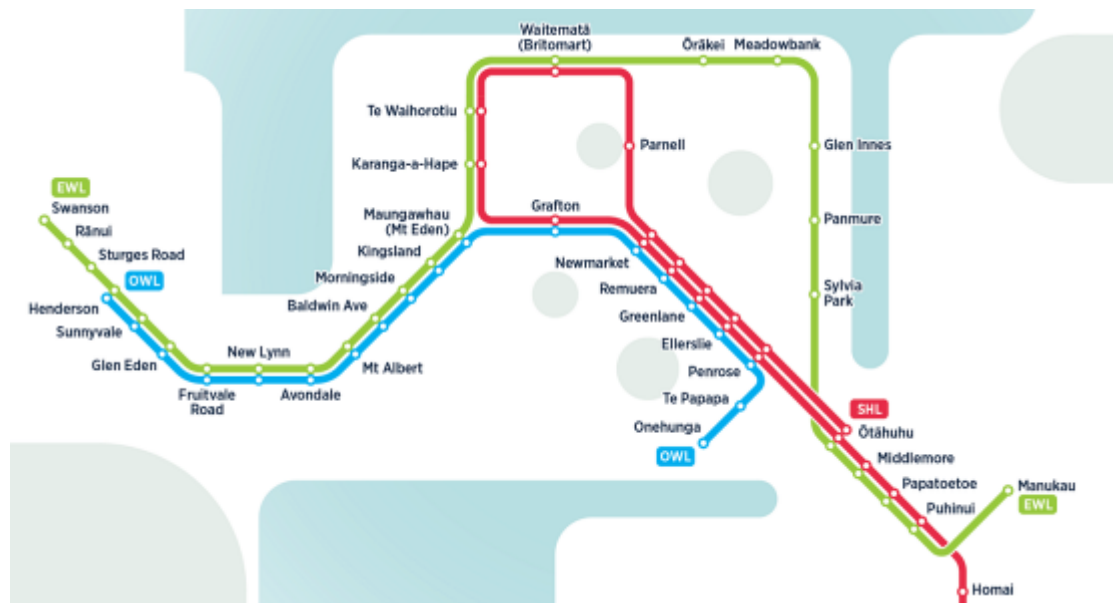 Waitematā
(Britomart)
Ōrākei
Meadowbank
Te Waihorotiu
Parnell
Glen Innes
Karanga-a-Hape
EWL
Swanson
Grafton
Maungawhau
(Mt Eden)
Panmure
Rānui
Kingsland
Sturges Road
Newmarket
OWL
Morningside
Remuera
Sylvia
Park
Henderson
Baldwin Ave
Greenlane
Sunnyvale
Ellerslie
Glen Eden
New Lynn
Mt Albert
Penrose
Fruitvale
Road
Avondale
Te Papapa
SHL
Onehunga
Ōtāhuhu
OWL
Middlemore
Papatoetoe
Manukau
Puhinui
EWL
Homai